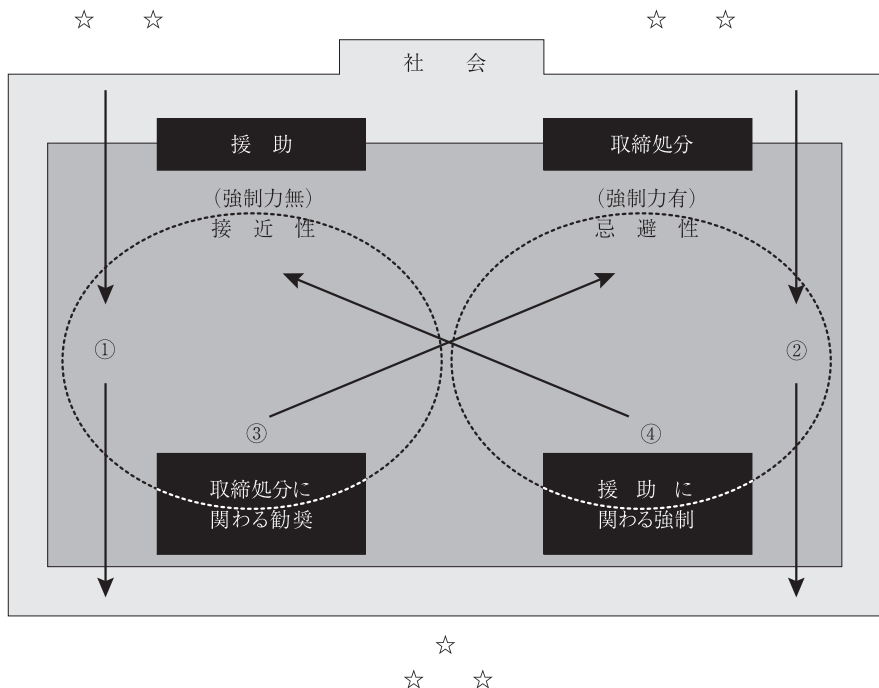 ☆ ☆ ☆ ☆
社 会
援 助
取締処分
(強制力無)
接 近 性
(強制力有)
忌 避 性
①
②
③
④
取締処分に
関わる勧奨
援 助 に
関わる強制
☆
☆ ☆